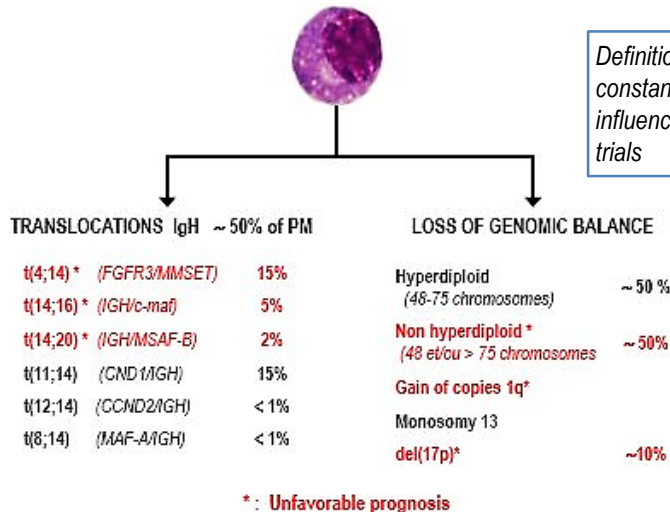 Definitio
constan
influenc
trials
TRANSLOCATIONS IgH ~ 50% of PM
t(4;14) * (FGFR3/MMSET) 15%
t(14;16) * (IGH/c-maf) 5%
t(14;20) * (IGH/MSAF-B) 2%
t(11;14) (CND1/IGH) 15%
t(12;14) (CCND2/IGH) < 1%
t(8;14) (MAF-A/IGH) < 1%
LOSS OF GENOMIC BALANCE
Hyperdiploid ~ 50 %
(48-75 chromosomes)
Non hyperdiploid * ~50%
(48 et/ou > 75 chromosomes
Gain of copies 1q*
Monosomy 13
del(17p)* ~10%
* : Unfavorable prognosis